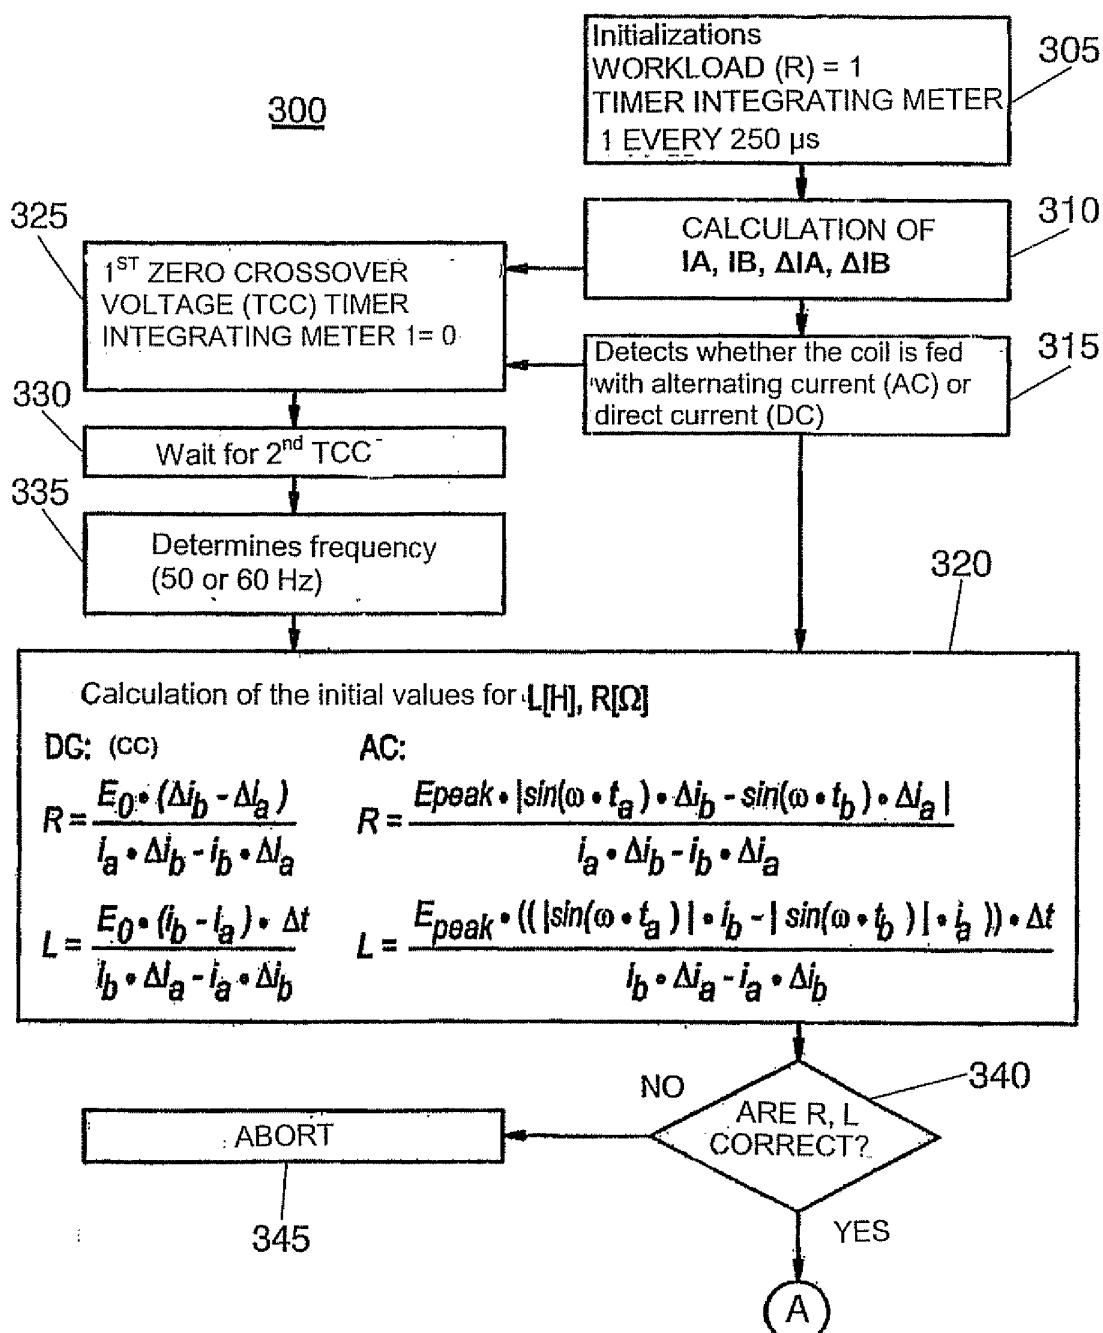 300
Initializations
WORKLOAD (R) = 1
TIMER INTEGRATING METER
1 EVERY 250 µs
305
CALCULATION OF
IA, IB, ΔIA, ΔIB
310
325
1ST ZERO CROSSOVER
VOLTAGE (TCC) TIMER
INTEGRATING METER 1= 0
Detects whether the coil is fed
with alternating current (AC) or
direct current (DC)
315
330
Wait for 2nd TCC
335
Determines frequency
(50 or 60 Hz)
320
Calculation of the initial values for L[H], R[Ω]
DC: (CC)
AC:
R = E0 • (Δib - Δia) / ia • Δib - ib • Δia
R = Epeak • |sin(ω • ta) • Δib - sin(ω • tb) • Δia | / ia • Δib - ib • Δia
L = E0 • (ib - ia) • Δt / ib • Δia - ia • Δib
L = Epeak • (( |sin(ω • ta) | • ib - | sin(ω • tb) | • ia )) • Δt / ib • Δia - ia • Δib
340
NO
ARE R, L
CORRECT?
ABORT
345
YES
A